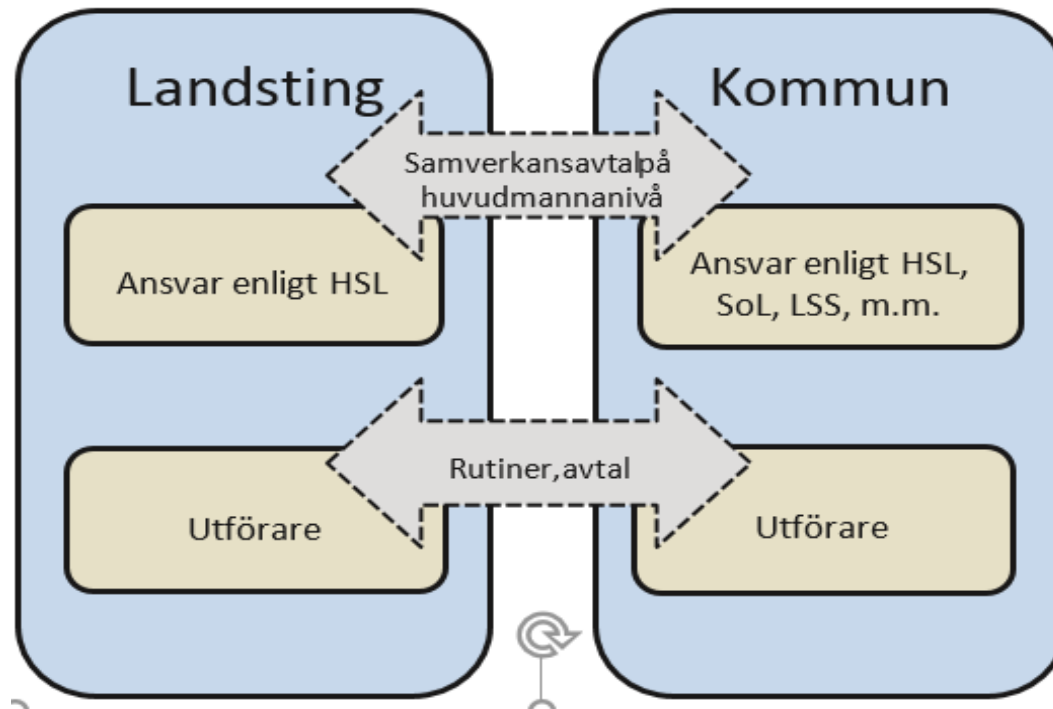 Landsting
Kommun
Samverkansavtalpå
huvudmannanivå
Ansvar enligt HSL
Ansvar enligt HSL,
SoL, LSS, m.m.
Rutiner,avtal
Utförare
Utförare